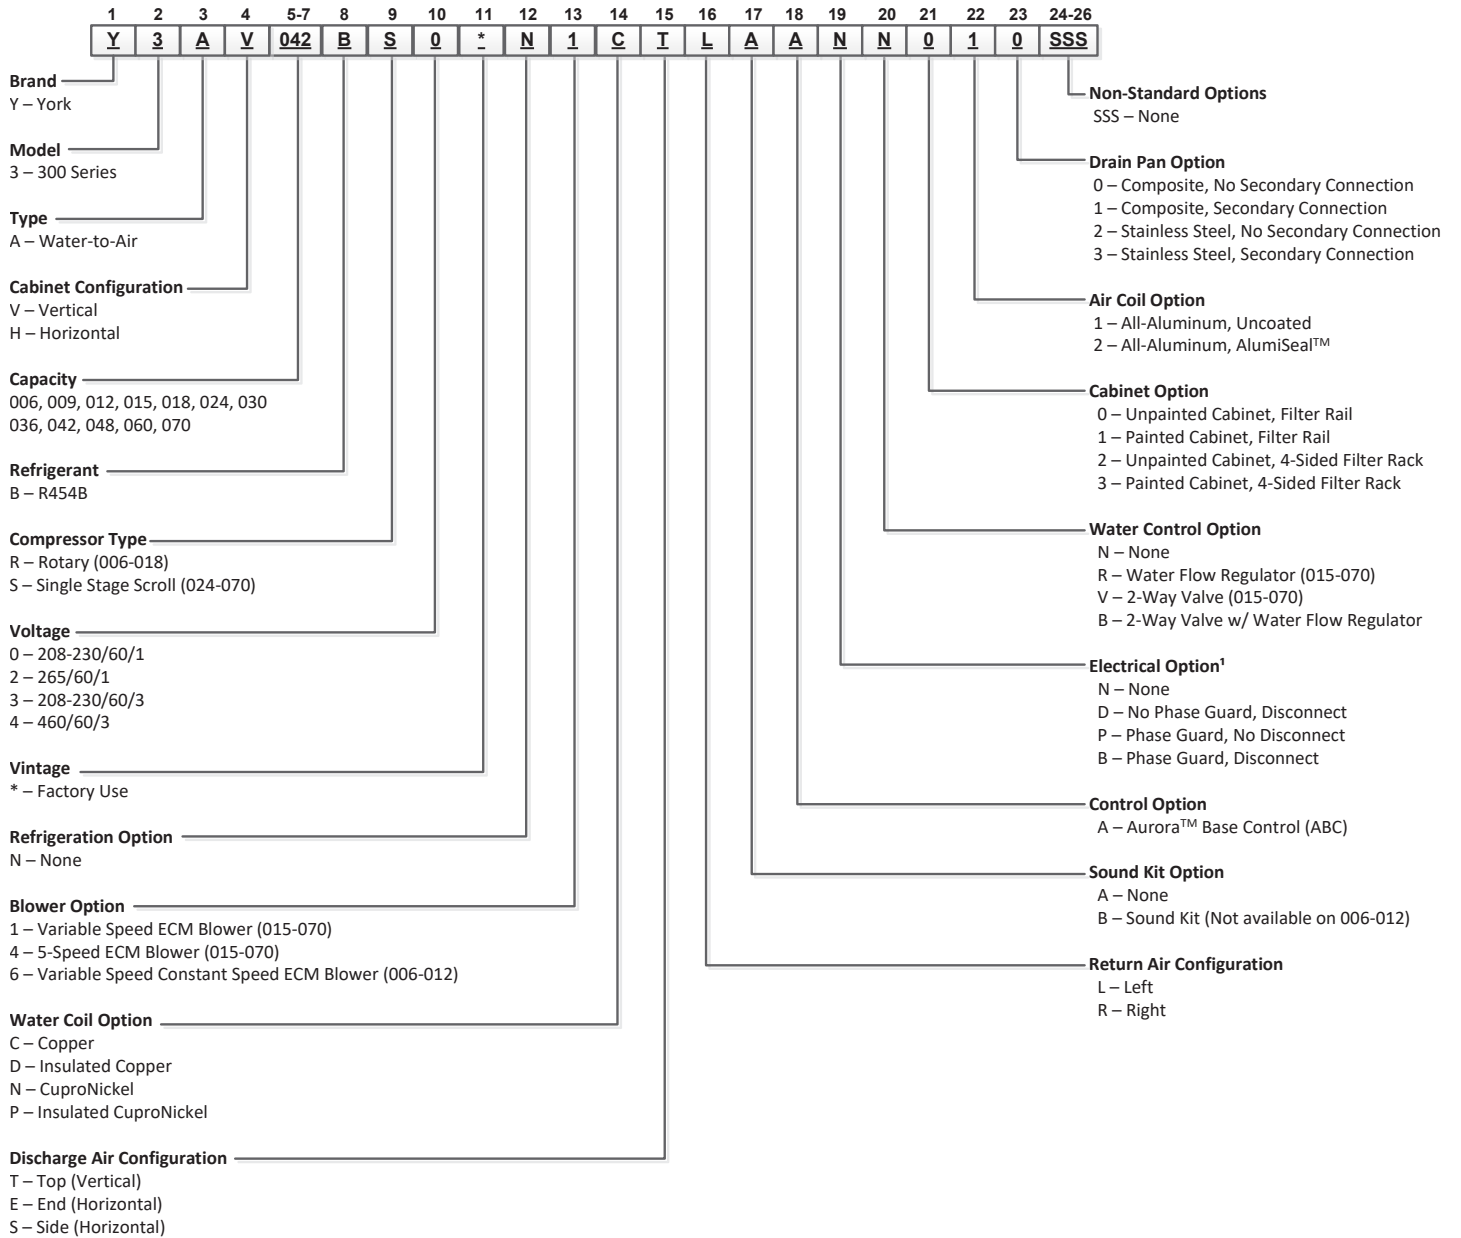 1 2 3 4 5-7 8 9 10 11 12 13 14 15 16 17 18 19 20 21 22 23 24-26
Y 3 A V 042 B S 0 * N 1 C T L A A N N 0 1 0 SSS
Brand
Y – York
Model
3 – 300 Series
Type
A – Water-to-Air
Cabinet Configuration
V – Vertical
H – Horizontal
Capacity
006, 009, 012, 015, 018, 024, 030
036, 042, 048, 060, 070
Refrigerant
B – R454B
Compressor Type
R – Rotary (006-018)
S – Single Stage Scroll (024-070)
Voltage
0 – 208-230/60/1
2 – 265/60/1
3 – 208-230/60/3
4 – 460/60/3
Vintage
* – Factory Use
Refrigeration Option
N – None
Blower Option
1 – Variable Speed ECM Blower (015-070)
4 – 5-Speed ECM Blower (015-070)
6 – Variable Speed Constant Speed ECM Blower (006-012)
Water Coil Option
C – Copper
D – Insulated Copper
N – CuproNickel
P – Insulated CuproNickel
Discharge Air Configuration
T – Top (Vertical)
E – End (Horizontal)
S – Side (Horizontal)
Non-Standard Options
SSS – None
Drain Pan Option
0 – Composite, No Secondary Connection
1 – Composite, Secondary Connection
2 – Stainless Steel, No Secondary Connection
3 – Stainless Steel, Secondary Connection
Air Coil Option
1 – All-Aluminum, Uncoated
2 – All-Aluminum, AlumiSeal™
Cabinet Option
0 – Unpainted Cabinet, Filter Rail
1 – Painted Cabinet, Filter Rail
2 – Unpainted Cabinet, 4-Sided Filter Rack
3 – Painted Cabinet, 4-Sided Filter Rack
Water Control Option
N – None
R – Water Flow Regulator (015-070)
V – 2-Way Valve (015-070)
B – 2-Way Valve w/ Water Flow Regulator
Electrical Option¹
N – None
D – No Phase Guard, Disconnect
P – Phase Guard, No Disconnect
B – Phase Guard, Disconnect
Control Option
A – Aurora™ Base Control (ABC)
Sound Kit Option
A – None
B – Sound Kit (Not available on 006-012)
Return Air Configuration
L – Left
R – Right